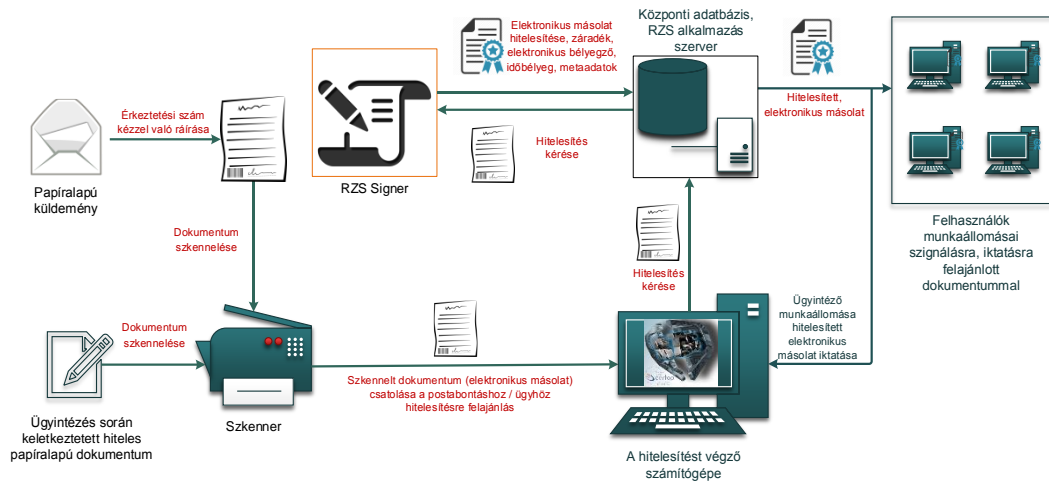 Elektronikus másolat
hitelesítése, záradék,
elektronikus bélyegző,
időbélyeg, metaadatok
Központi adatbázis,
RZS alkalmazás
szerver
Érkeztetési szám
kézzel való ráírása
Hitelesítés
kérése
Hitelesített,
elektronikus másolat
Papíralapú
küldemény
RZS Signer
Felhasználók
munkaállomásai
szignálásra, iktatásra
felajánlott
dokumentummal
Dokumentum
szkennelése
Hitelesítés
kérése
Ügyintéző
munkaállomása
hitelesített
elektronikus
másolat iktatása
Dokumentum
szkennelése
Szkennelt dokumentum (elektronikus másolat)
csatolása a postabontáshoz / ügyhöz
hitelesítésre felajánlás
Ügyintézés során
keletkeztetett hiteles
papíralapú dokumentum
Szkenner
A hitelesítést végző
számítógépe